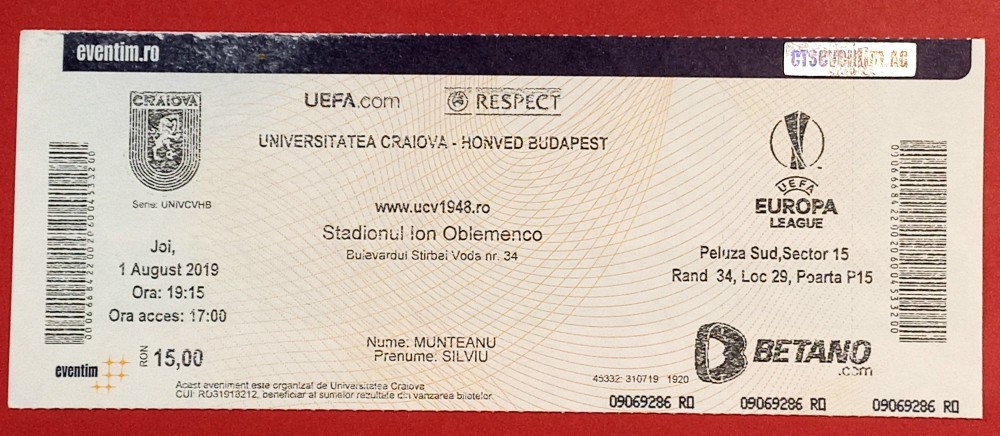 eventim.ro
CTS eventim AG
CRAIOVA
UEFA.com
RESPECT
UNIVERSITATEA CRAIOVA - HONVED BUDAPEST
Serie: UNIVCVHB
www.ucv1948.ro
UEFA
EUROPA
LEAGUE
Stadionul Ion Oblemenco
Bulevardul Stirbei Voda nr. 34
Joi,
1 August 2019
Ora: 19:15
Ora acces: 17:00
Peluza Sud,Sector 15
Rand 34, Loc 29, Poarta P15
Nume: MUNTEANU
Prenume: SILVIU
RON 15,00
eventim
BETANO
.com
Acest eveniment este organizat de Universitatea Craiova
CUI: RO31918212, beneficiar al sumelor rezultate din vanzarea biletelor.
45332 310719 1920
09069286 RO
09069286 RO
09069286 RO